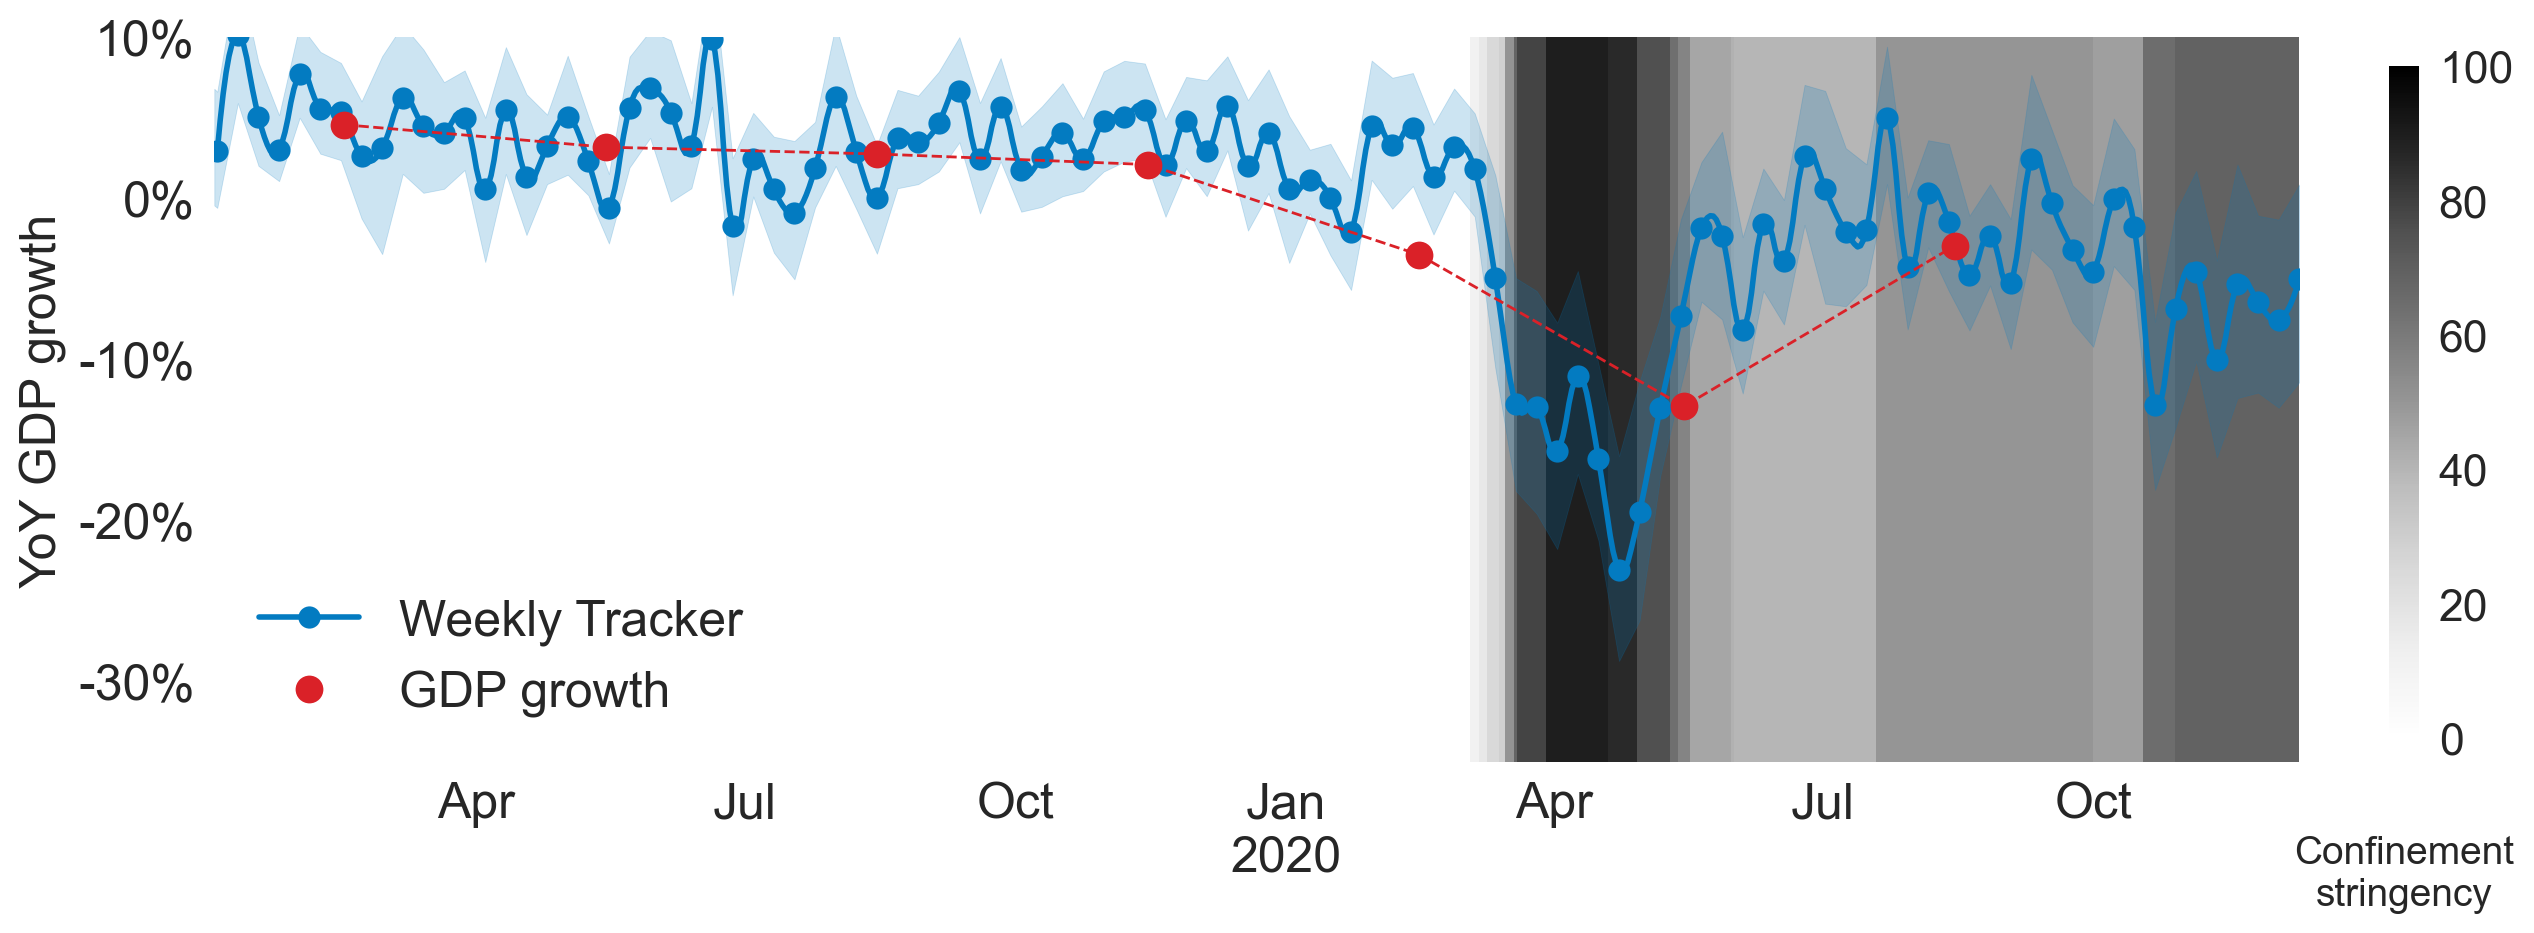 10%
0%
-10%
-20%
-30%
YoY GDP growth
Weekly Tracker
GDP growth
Apr
Jul
Oct
Jan
2020
Apr
Jul
Oct
100
80
60
40
20
0
Confinement
stringency